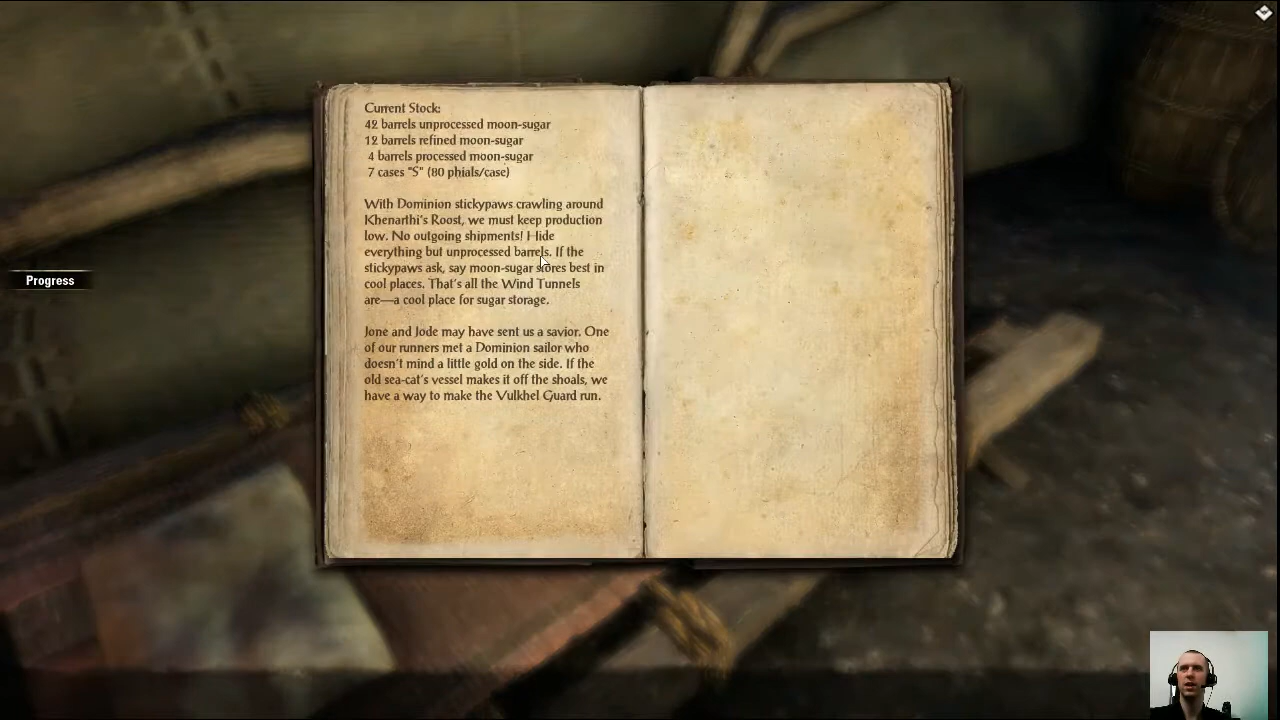 Current Stock:
42 barrels unprocessed moon-sugar
12 barrels refined moon-sugar
4 barrels processed moon-sugar
7 cases "S" (80 phials/case)
With Dominion stickypaws crawling around
Khenarthi's Roost, we must keep production
low. No outgoing shipments! Hide
everything but unprocessed barrels. If the
stickypaws ask, say moon-sugar stores best in
cool places. That's all the Wind Tunnels
are—a cool place for sugar storage.
Jone and Jode may have sent us a savior. One
of our runners met a Dominion sailor who
doesn't mind a little gold on the side. If the
old sea-cat's vessel makes it off the shoals, we
have a way to make the Vulkhel Guard run.
Progress